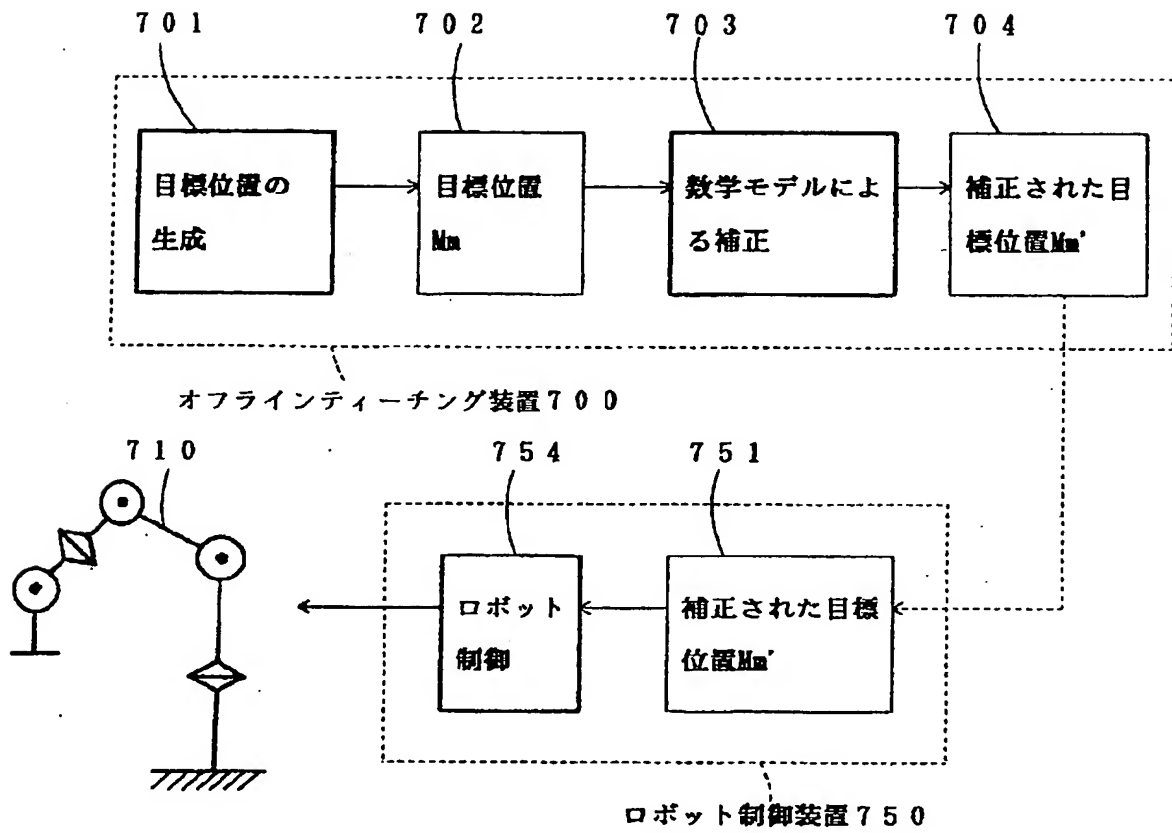 ７０１ ７０２ ７０３ ７０４
目標位置の
生成
目標位置
Mm
数学モデルによ
る補正
補正された目
標位置Mm'
オフラインティーチング装置７００
７１０ ７５４ ７５１
ロボット
制御
補正された目標
位置Mm'
ロボット制御装置７５０